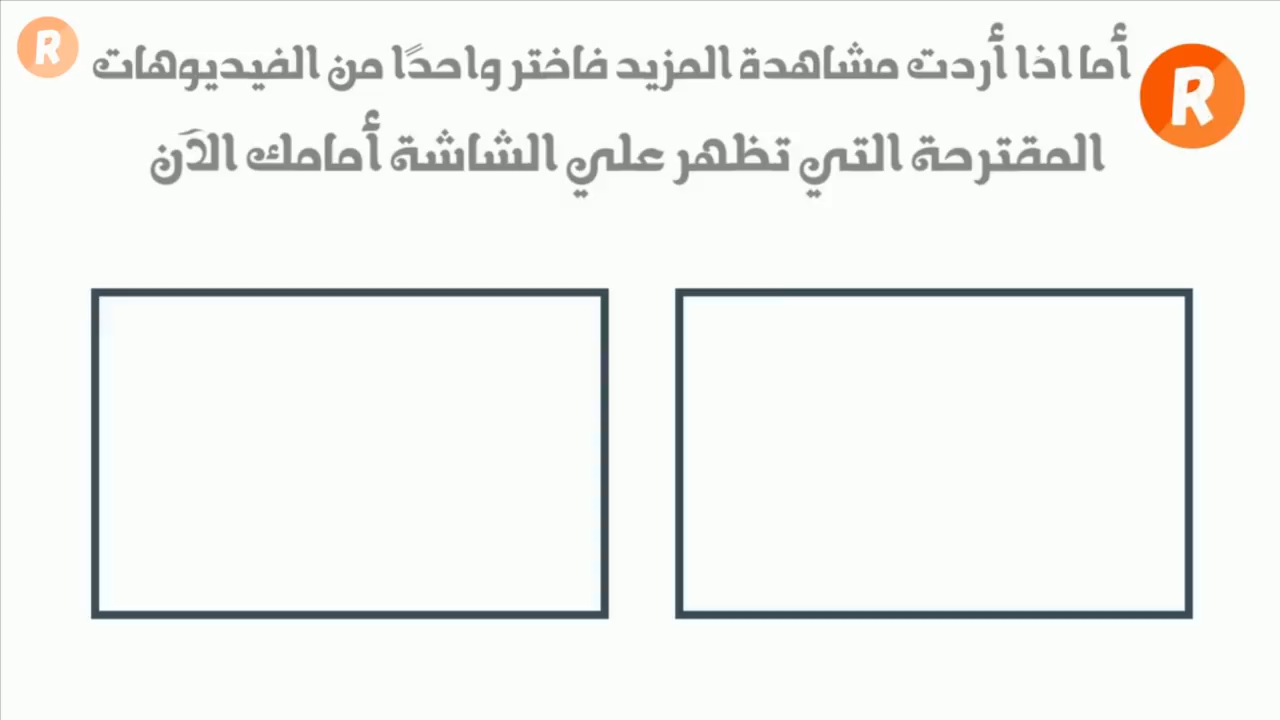 R
أما اذا أردت مشاهدة المزيد فاختر واحدًا من الفيديوهات
R
المقترحة التي تظهر علي الشاشة أمامك الآن